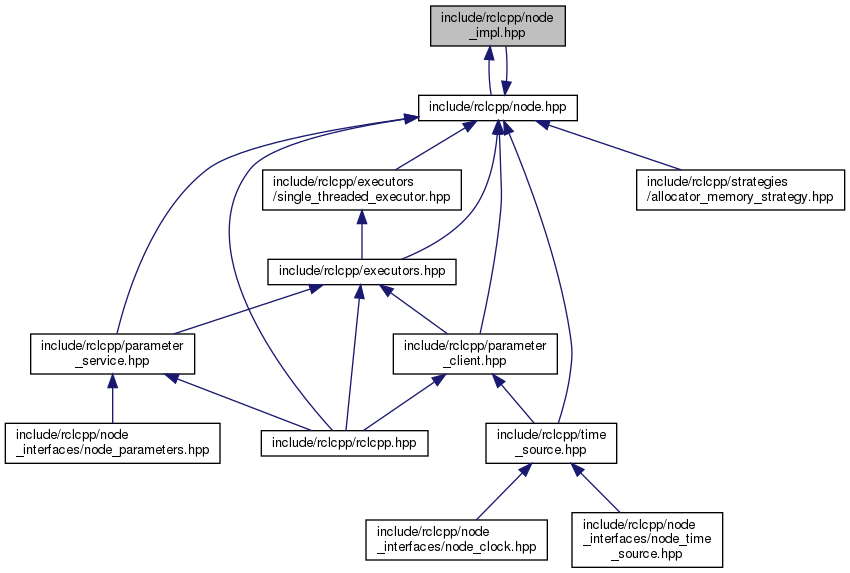 include/rclcpp/node
_impl.hpp
include/rclcpp/node.hpp
include/rclcpp/executors
/single_threaded_executor.hpp
include/rclcpp/strategies
/allocator_memory_strategy.hpp
include/rclcpp/executors.hpp
include/rclcpp/parameter
_service.hpp
include/rclcpp/parameter
_client.hpp
include/rclcpp/node
_interfaces/node_parameters.hpp
include/rclcpp/rclcpp.hpp
include/rclcpp/time
_source.hpp
include/rclcpp/node
_interfaces/node_clock.hpp
include/rclcpp/node
_interfaces/node_time
_source.hpp